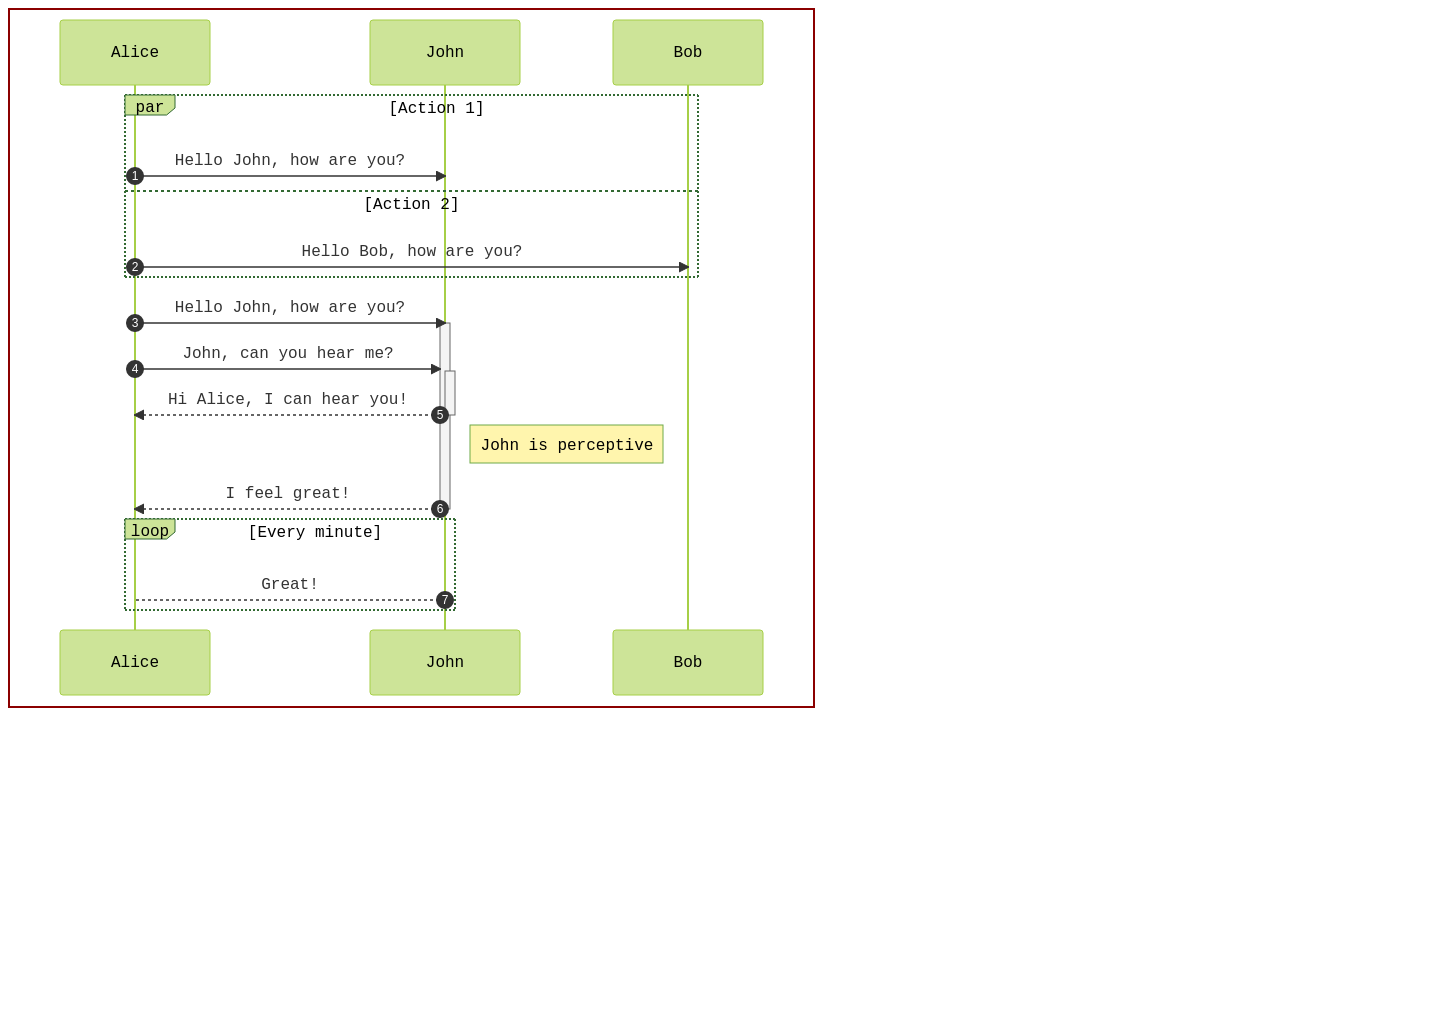 Alice
John
Bob
par
[Action 1]
Hello John, how are you?
1
[Action 2]
Hello Bob, how are you?
2
Hello John, how are you?
3
John, can you hear me?
4
Hi Alice, I can hear you!
5
John is perceptive
I feel great!
6
loop
[Every minute]
Great!
7
Alice
John
Bob